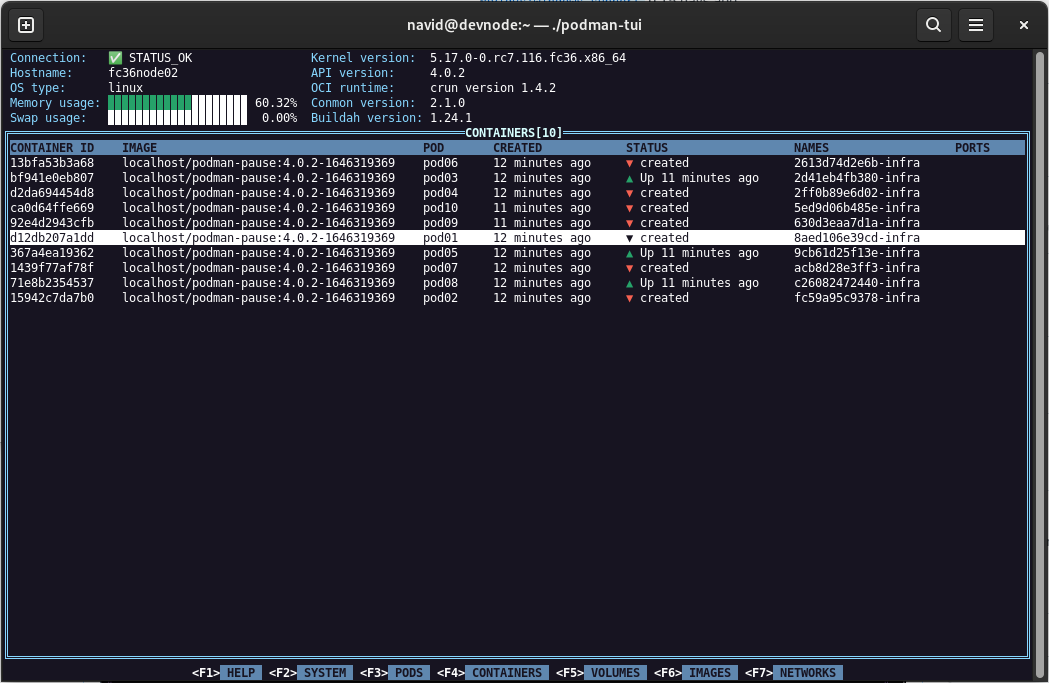 navid@devnode:~ — ./podman-tui
Connection: ✅ STATUS_OK Kernel version: 5.17.0-0.rc7.116.fc36.x86_64
Hostname: fc36node02 API version: 4.0.2
OS type: linux OCI runtime: crun version 1.4.2
Memory usage: 60.32% Conmon version: 2.1.0
Swap usage: 0.00% Buildah version: 1.24.1
CONTAINERS[10]
CONTAINER ID IMAGE POD CREATED STATUS NAMES PORTS
13bfa53b3a68 localhost/podman-pause:4.0.2-1646319369 pod06 12 minutes ago ▼ created 2613d74d2e6b-infra
bf941e0eb807 localhost/podman-pause:4.0.2-1646319369 pod03 12 minutes ago ▲ Up 11 minutes ago 2d41eb4fb380-infra
d2da694454d8 localhost/podman-pause:4.0.2-1646319369 pod04 12 minutes ago ▼ created 2ff0b89e6d02-infra
ca0d64ffe669 localhost/podman-pause:4.0.2-1646319369 pod10 11 minutes ago ▼ created 5ed9d06b485e-infra
92e4d2943cfb localhost/podman-pause:4.0.2-1646319369 pod09 11 minutes ago ▼ created 630d3eaa7d1a-infra
d12db207a1dd localhost/podman-pause:4.0.2-1646319369 pod01 12 minutes ago ▼ created 8aed106e39cd-infra
367a4ea19362 localhost/podman-pause:4.0.2-1646319369 pod05 12 minutes ago ▲ Up 11 minutes ago 9cb61d25f13e-infra
1439f77af78f localhost/podman-pause:4.0.2-1646319369 pod07 12 minutes ago ▼ created acb8d28e3ff3-infra
71e8b2354537 localhost/podman-pause:4.0.2-1646319369 pod08 12 minutes ago ▲ Up 11 minutes ago c26082472440-infra
15942c7da7b0 localhost/podman-pause:4.0.2-1646319369 pod02 12 minutes ago ▼ created fc59a95c9378-infra
<F1> HELP <F2> SYSTEM <F3> PODS <F4> CONTAINERS <F5> VOLUMES <F6> IMAGES <F7> NETWORKS